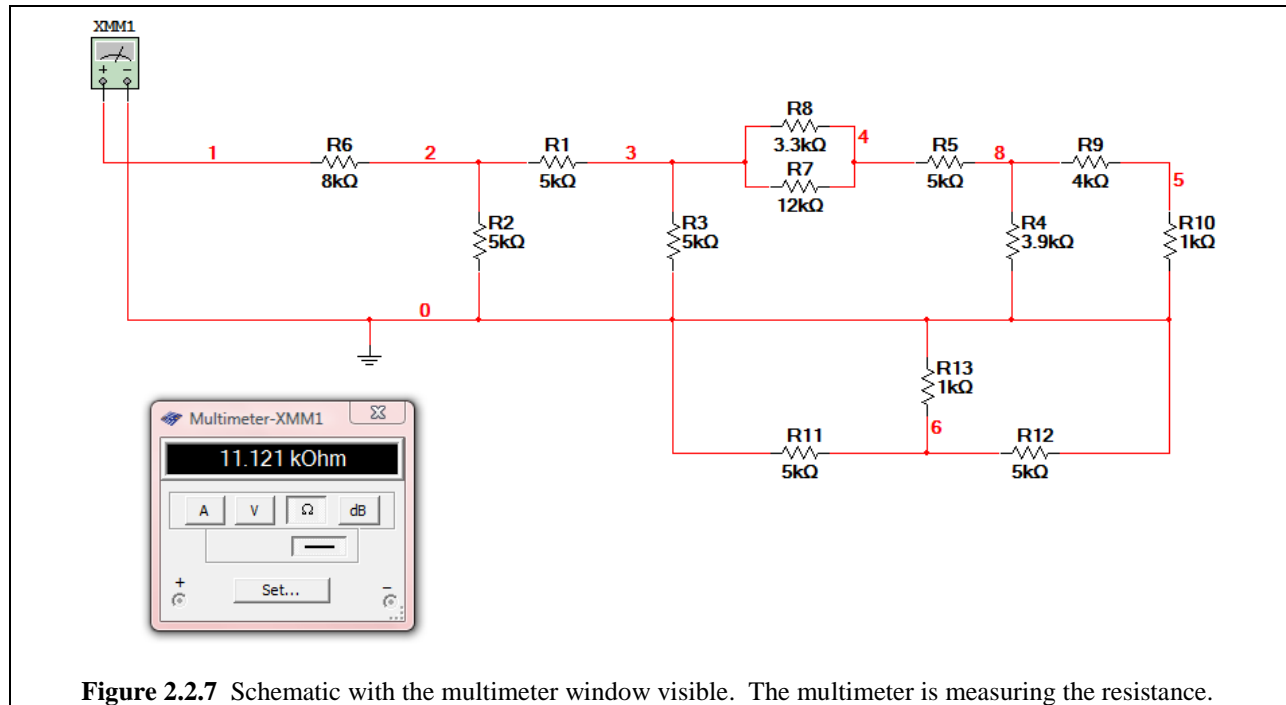 XMM1
+ −
1
R6
8kΩ
2
R1
5kΩ
3
R8
3.3kΩ
4
R7
12kΩ
R5
5kΩ
8
R9
4kΩ
5
R2
5kΩ
R3
5kΩ
R4
3.9kΩ
R10
1kΩ
0
R13
1kΩ
6
R11
5kΩ
R12
5kΩ
Multimeter-XMM1
11.121 kOhm
A V Ω dB
+ −
Set...
Figure 2.2.7 Schematic with the multimeter window visible. The multimeter is measuring the resistance.